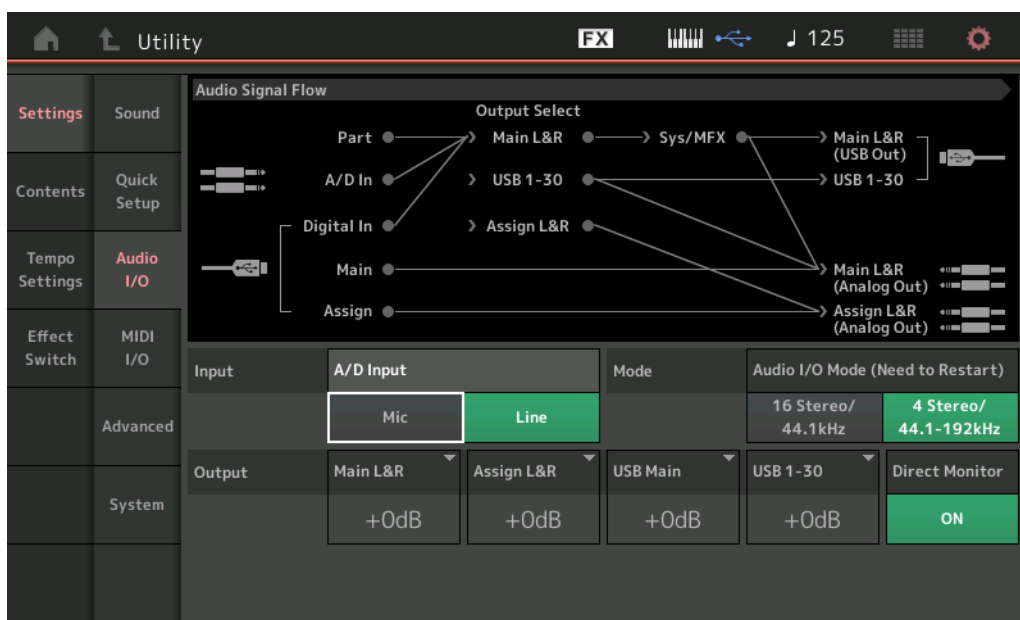 Utility
FX
125
Settings
Sound
Contents
Quick
Setup
Tempo
Settings
Audio
I/O
Effect
Switch
MIDI
I/O
Advanced
System
Audio Signal Flow
Output Select
Part
Main L&R
Sys/MFX
Main L&R
(USB Out)
A/D In
USB 1-30
USB 1-30
Digital In
Assign L&R
Main
Main L&R
(Analog Out)
Assign
Assign L&R
(Analog Out)
Input
A/D Input
Mode
Audio I/O Mode (Need to Restart)
Mic
Line
16 Stereo/
44.1kHz
4 Stereo/
44.1-192kHz
Output
Main L&R
Assign L&R
USB Main
USB 1-30
Direct Monitor
+0dB
+0dB
+0dB
+0dB
ON